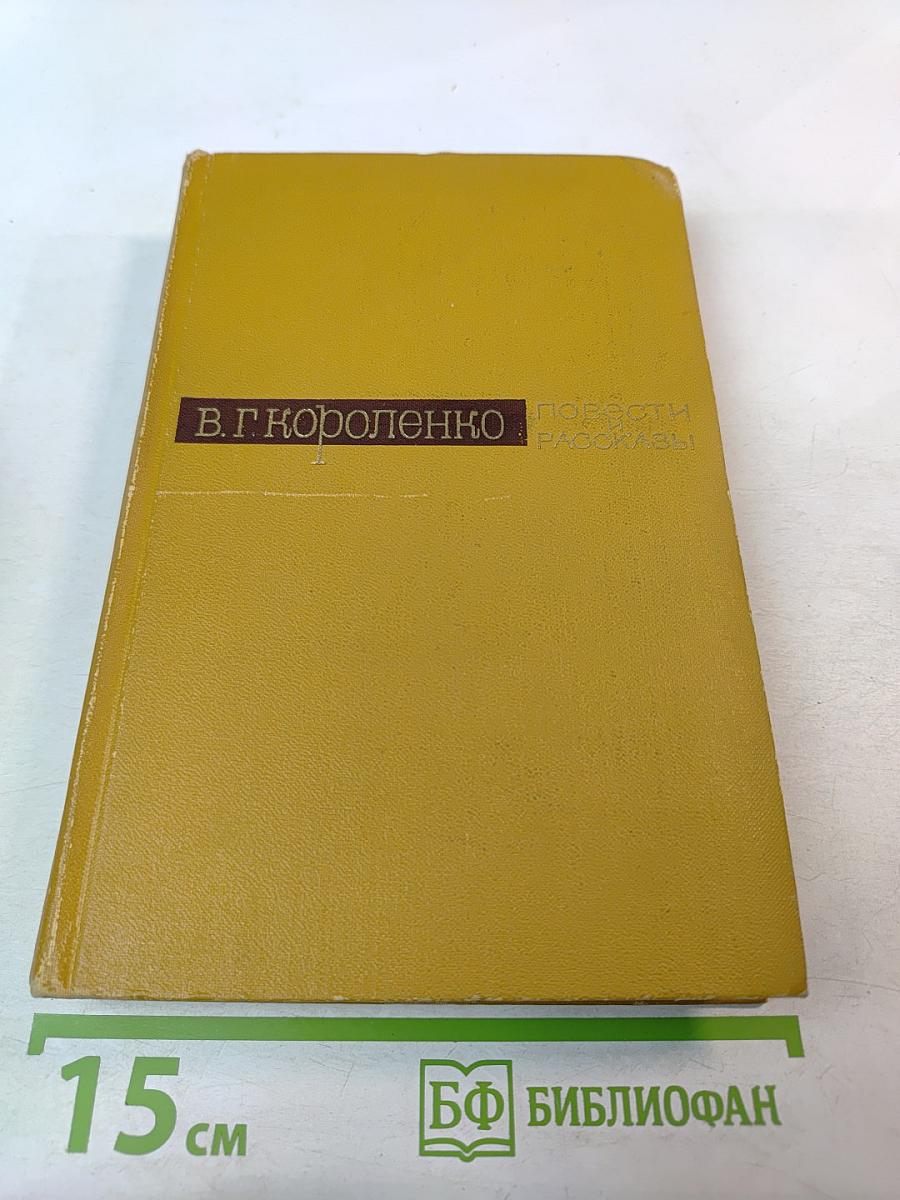 В. Г. Короленко
ПОВЕСТИ
И
РАССКАЗЫ
15 см
БФ БИБЛИОФАН